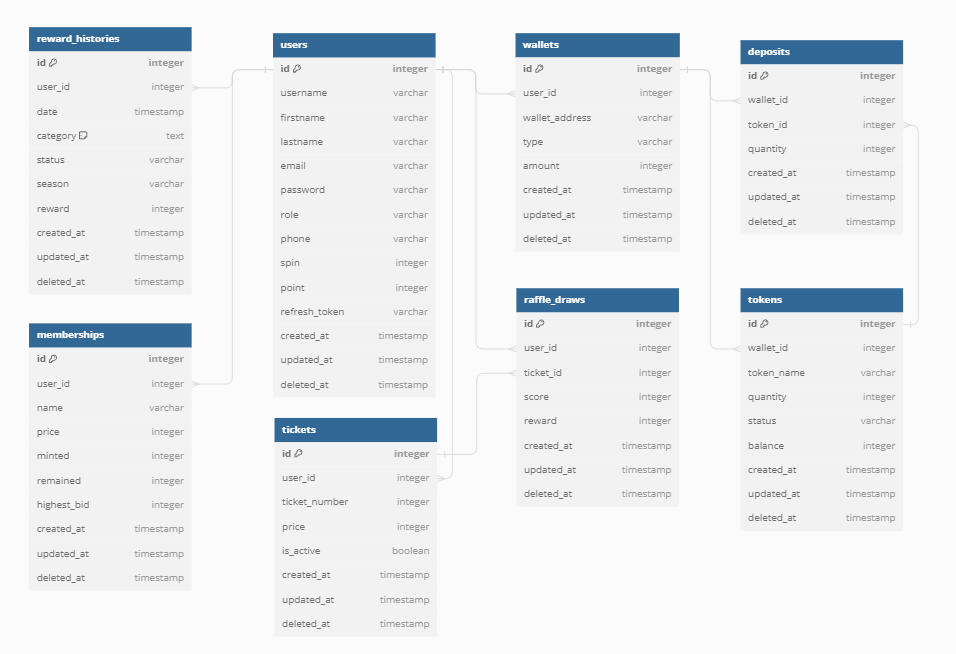 reward_histories
id integer
user_id integer
date timestamp
category text
status varchar
season varchar
reward integer
created_at timestamp
updated_at timestamp
deleted_at timestamp
memberships
id integer
user_id integer
name varchar
price integer
minted integer
remained integer
highest_bid integer
created_at timestamp
updated_at timestamp
deleted_at timestamp
users
id integer
username varchar
firstname varchar
lastname varchar
email varchar
password varchar
role varchar
phone varchar
spin integer
point integer
refresh_token varchar
created_at timestamp
updated_at timestamp
deleted_at timestamp
tickets
id integer
user_id integer
ticket_number integer
price integer
is_active boolean
created_at timestamp
updated_at timestamp
deleted_at timestamp
wallets
id integer
user_id integer
wallet_address varchar
type varchar
amount integer
created_at timestamp
updated_at timestamp
deleted_at timestamp
raffle_draws
id integer
user_id integer
ticket_id integer
score integer
reward integer
created_at timestamp
updated_at timestamp
deleted_at timestamp
deposits
id integer
wallet_id integer
token_id integer
quantity integer
created_at timestamp
updated_at timestamp
deleted_at timestamp
tokens
id integer
wallet_id integer
token_name varchar
quantity integer
status varchar
balance integer
created_at timestamp
updated_at timestamp
deleted_at timestamp